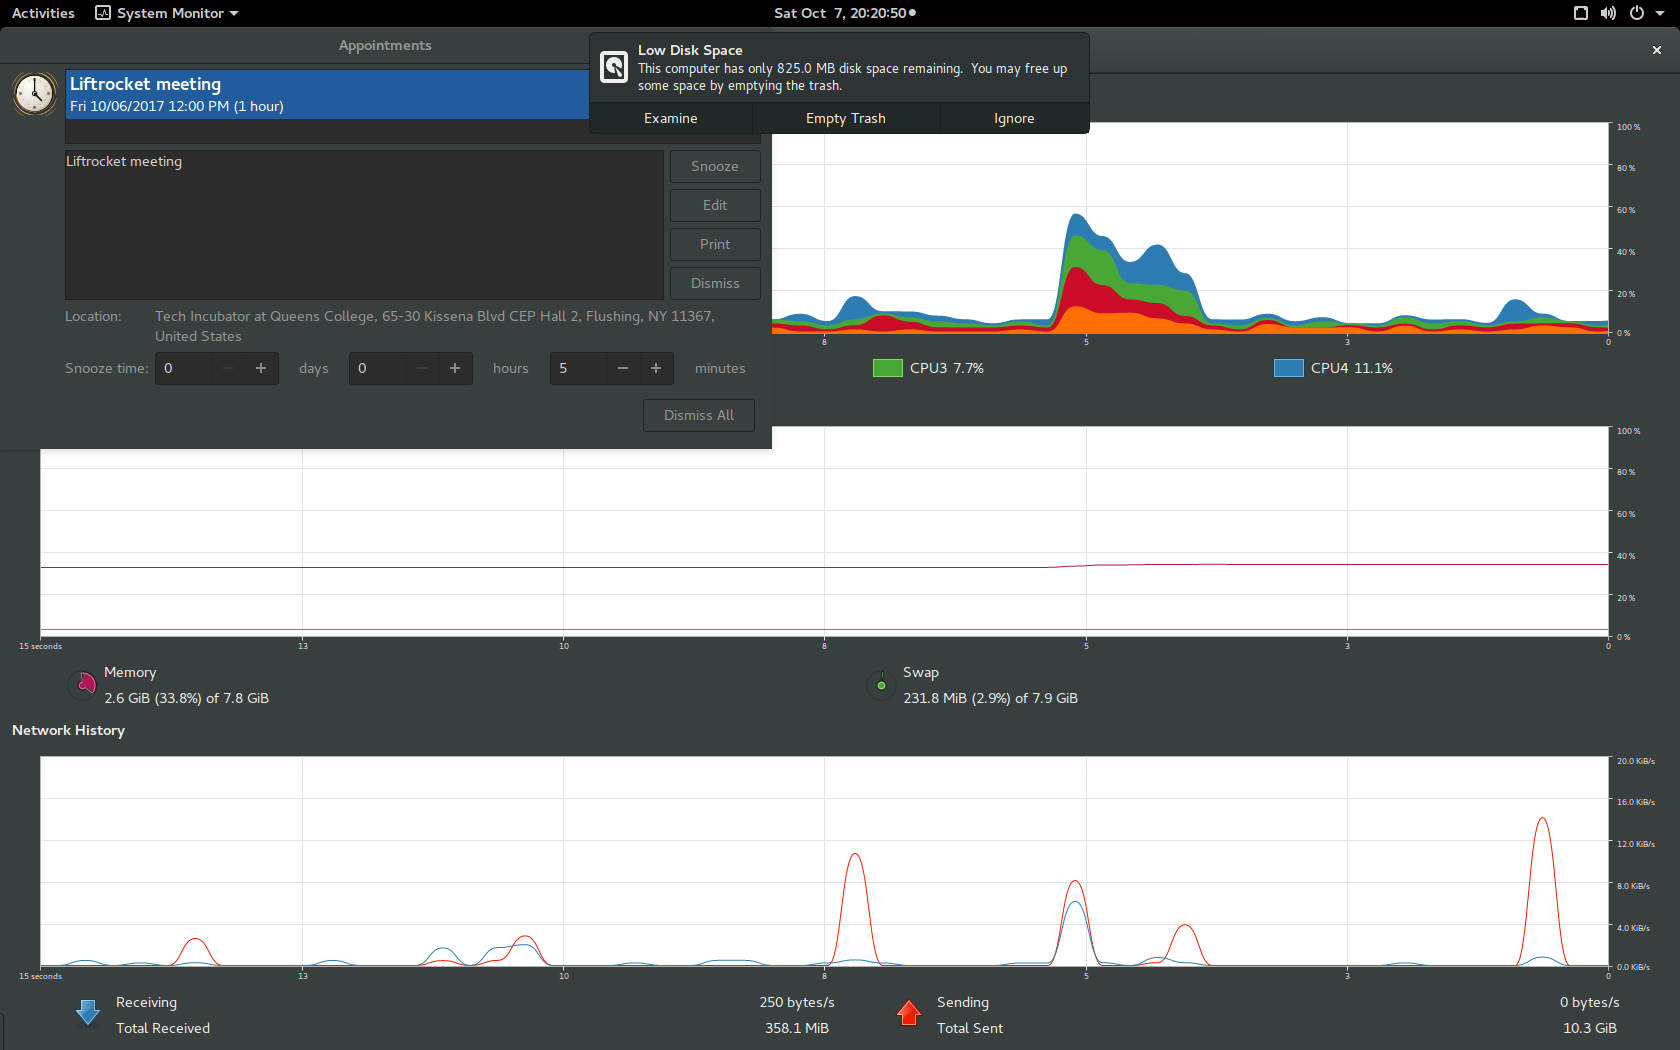 Activities System Monitor Sat Oct 7, 20:20:50
Appointments
Low Disk Space
This computer has only 825.0 MB disk space remaining. You may free up
some space by emptying the trash.
Examine Empty Trash Ignore
Liftrocket meeting
Fri 10/06/2017 12:00 PM (1 hour)
Liftrocket meeting
Snooze
Edit
Print
Dismiss
Location: Tech Incubator at Queens College, 65-30 Kissena Blvd CEP Hall 2, Flushing, NY 11367,
United States
Snooze time: 0 − + days 0 − + hours 5 − + minutes
Dismiss All
100 %
80 %
60 %
40 %
20 %
0 %
8 5 3 0
CPU3 7.7% CPU4 11.1%
100 %
80 %
60 %
40 %
20 %
0 %
15 seconds 13 10 8 5 3 0
Memory
2.6 GiB (33.8%) of 7.8 GiB
Swap
231.8 MiB (2.9%) of 7.9 GiB
Network History
20.0 KiB/s
16.0 KiB/s
12.0 KiB/s
8.0 KiB/s
4.0 KiB/s
0.0 KiB/s
15 seconds 13 10 8 5 3 0
Receiving 250 bytes/s
Total Received 358.1 MiB
Sending 0 bytes/s
Total Sent 10.3 GiB